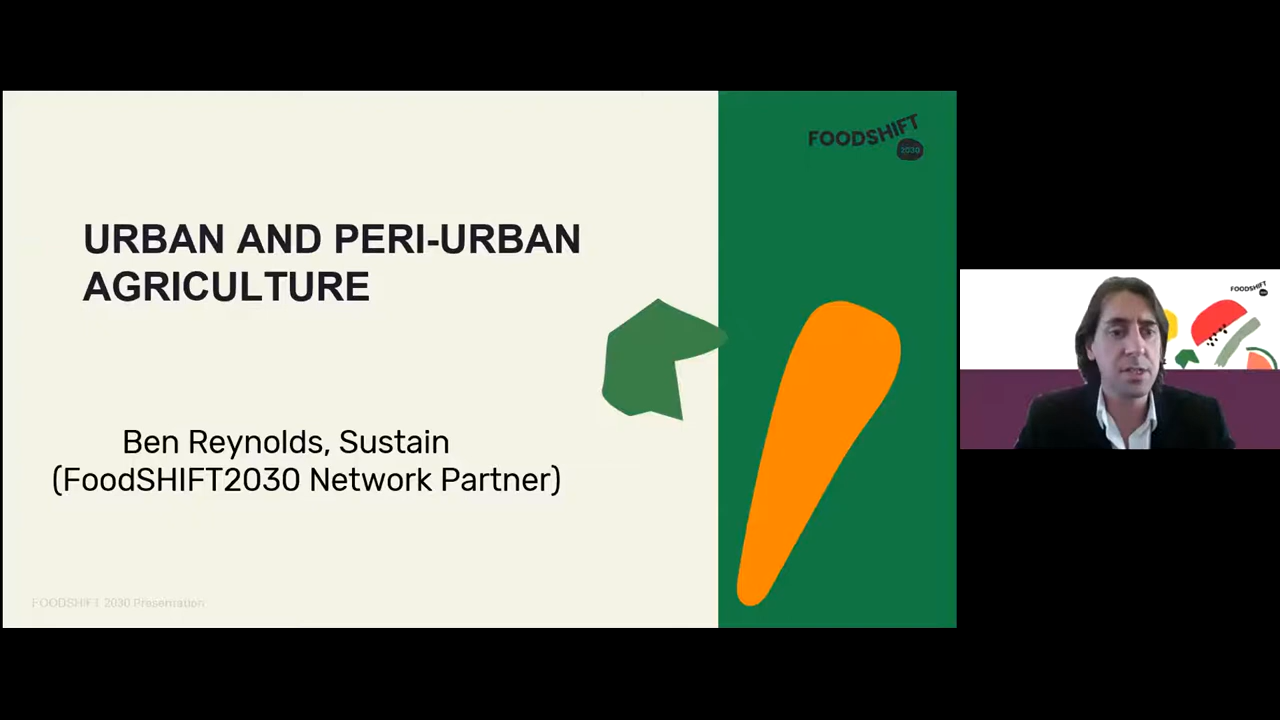 FOODSHIFT
2030
URBAN AND PERI-URBAN
AGRICULTURE
Ben Reynolds, Sustain
(FoodSHIFT2030 Network Partner)
FOODSHIFT 2030 Presentation
FOODSHIFT